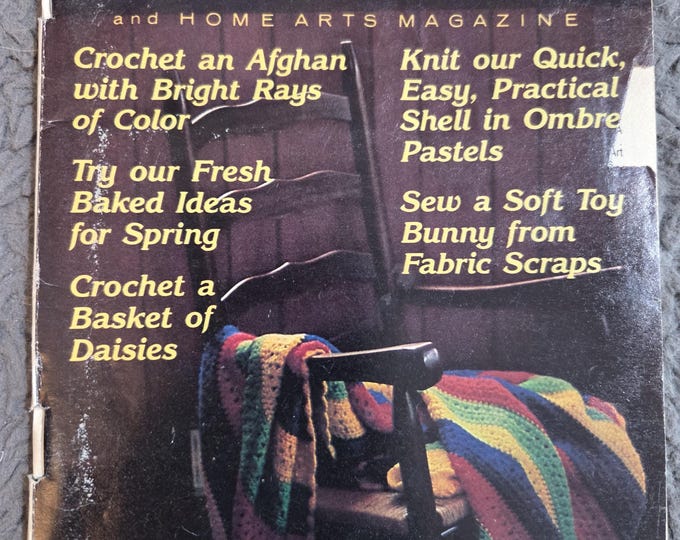 and HOME ARTS MAGAZINE
Crochet an Afghan
with Bright Rays
of Color
Try our Fresh
Baked Ideas
for Spring
Crochet a
Basket of
Daisies
Knit our Quick,
Easy, Practical
Shell in Ombre
Pastels
Sew a Soft Toy
Bunny from
Fabric Scraps
Art